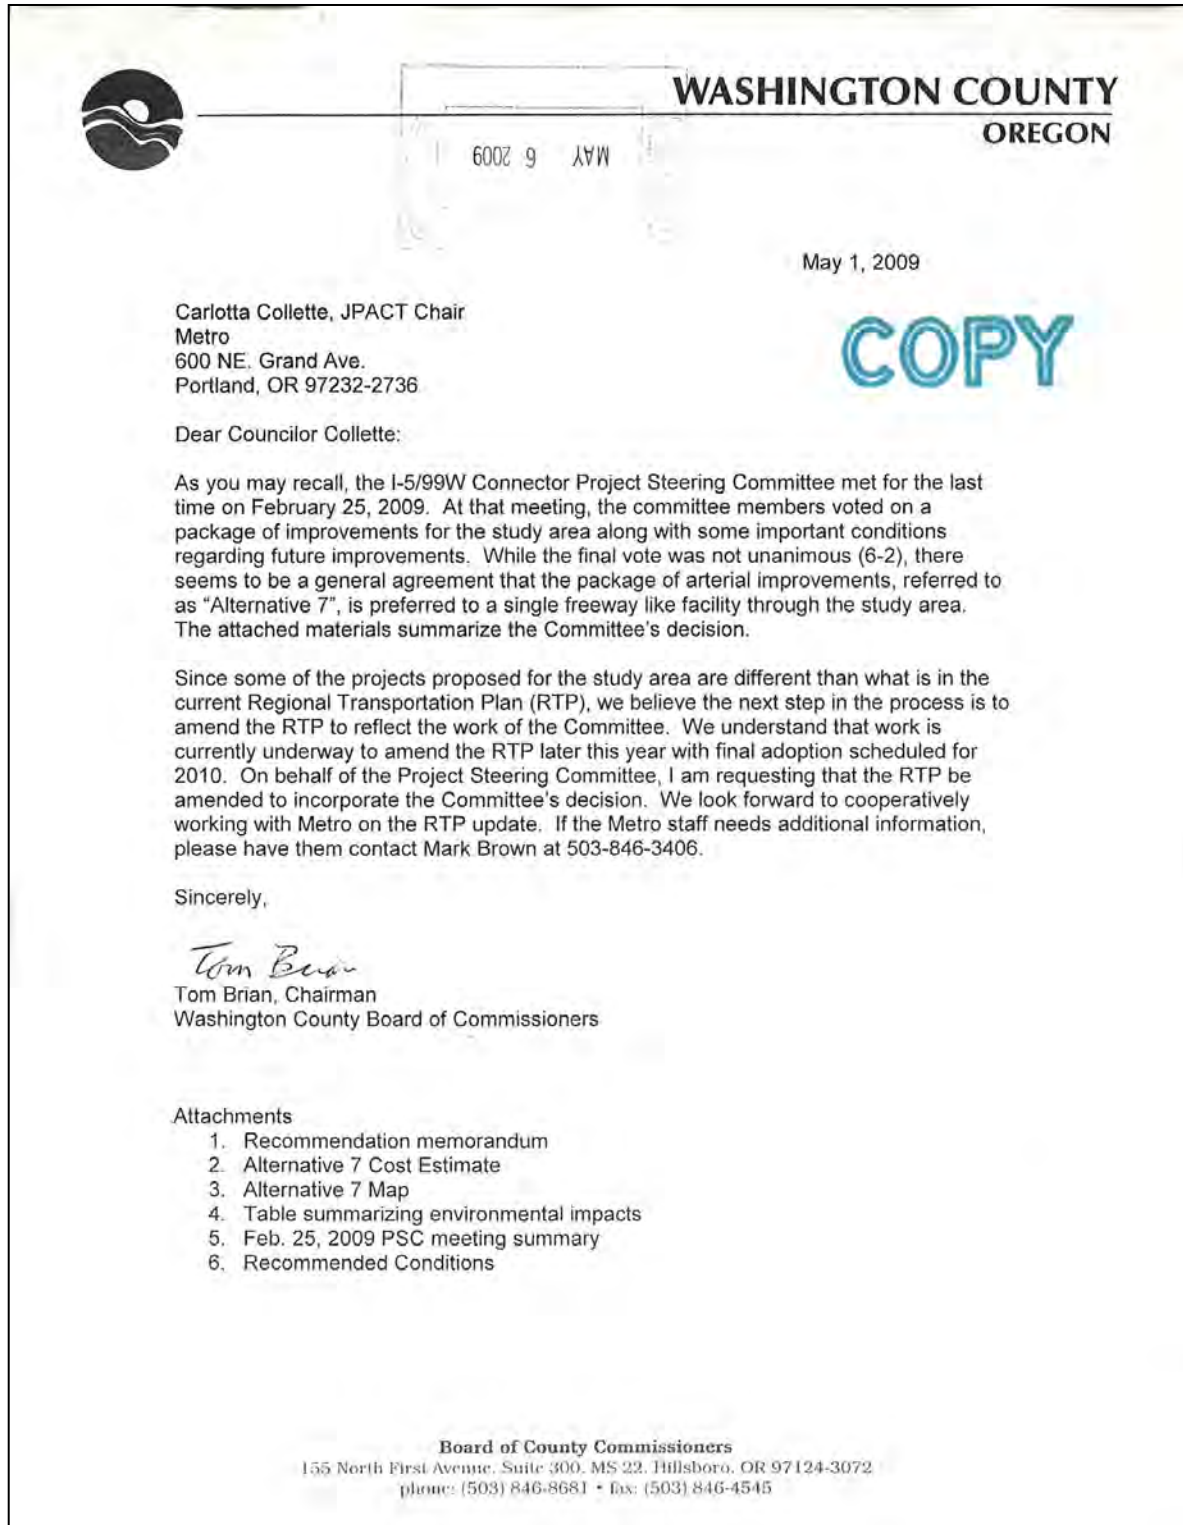 WASHINGTON COUNTY
OREGON
MAY 6 2009
May 1, 2009
COPY
Carlotta Collette, JPACT Chair
Metro
600 NE. Grand Ave.
Portland, OR 97232-2736
Dear Councilor Collette:
As you may recall, the I-5/99W Connector Project Steering Committee met for the last
time on February 25, 2009. At that meeting, the committee members voted on a
package of improvements for the study area along with some important conditions
regarding future improvements. While the final vote was not unanimous (6-2), there
seems to be a general agreement that the package of arterial improvements, referred to
as “Alternative 7”, is preferred to a single freeway like facility through the study area.
The attached materials summarize the Committee’s decision.
Since some of the projects proposed for the study area are different than what is in the
current Regional Transportation Plan (RTP), we believe the next step in the process is to
amend the RTP to reflect the work of the Committee. We understand that work is
currently underway to amend the RTP later this year with final adoption scheduled for
2010. On behalf of the Project Steering Committee, I am requesting that the RTP be
amended to incorporate the Committee’s decision. We look forward to cooperatively
working with Metro on the RTP update. If the Metro staff needs additional information,
please have them contact Mark Brown at 503-846-3406.
Sincerely,
Tom Brian
Tom Brian, Chairman
Washington County Board of Commissioners
Attachments
1. Recommendation memorandum
2. Alternative 7 Cost Estimate
3. Alternative 7 Map
4. Table summarizing environmental impacts
5. Feb. 25, 2009 PSC meeting summary
6. Recommended Conditions
Board of County Commissioners
155 North First Avenue, Suite 300, MS 22, Hillsboro, OR 97124-3072
phone: (503) 846-8681 • fax: (503) 846-4545